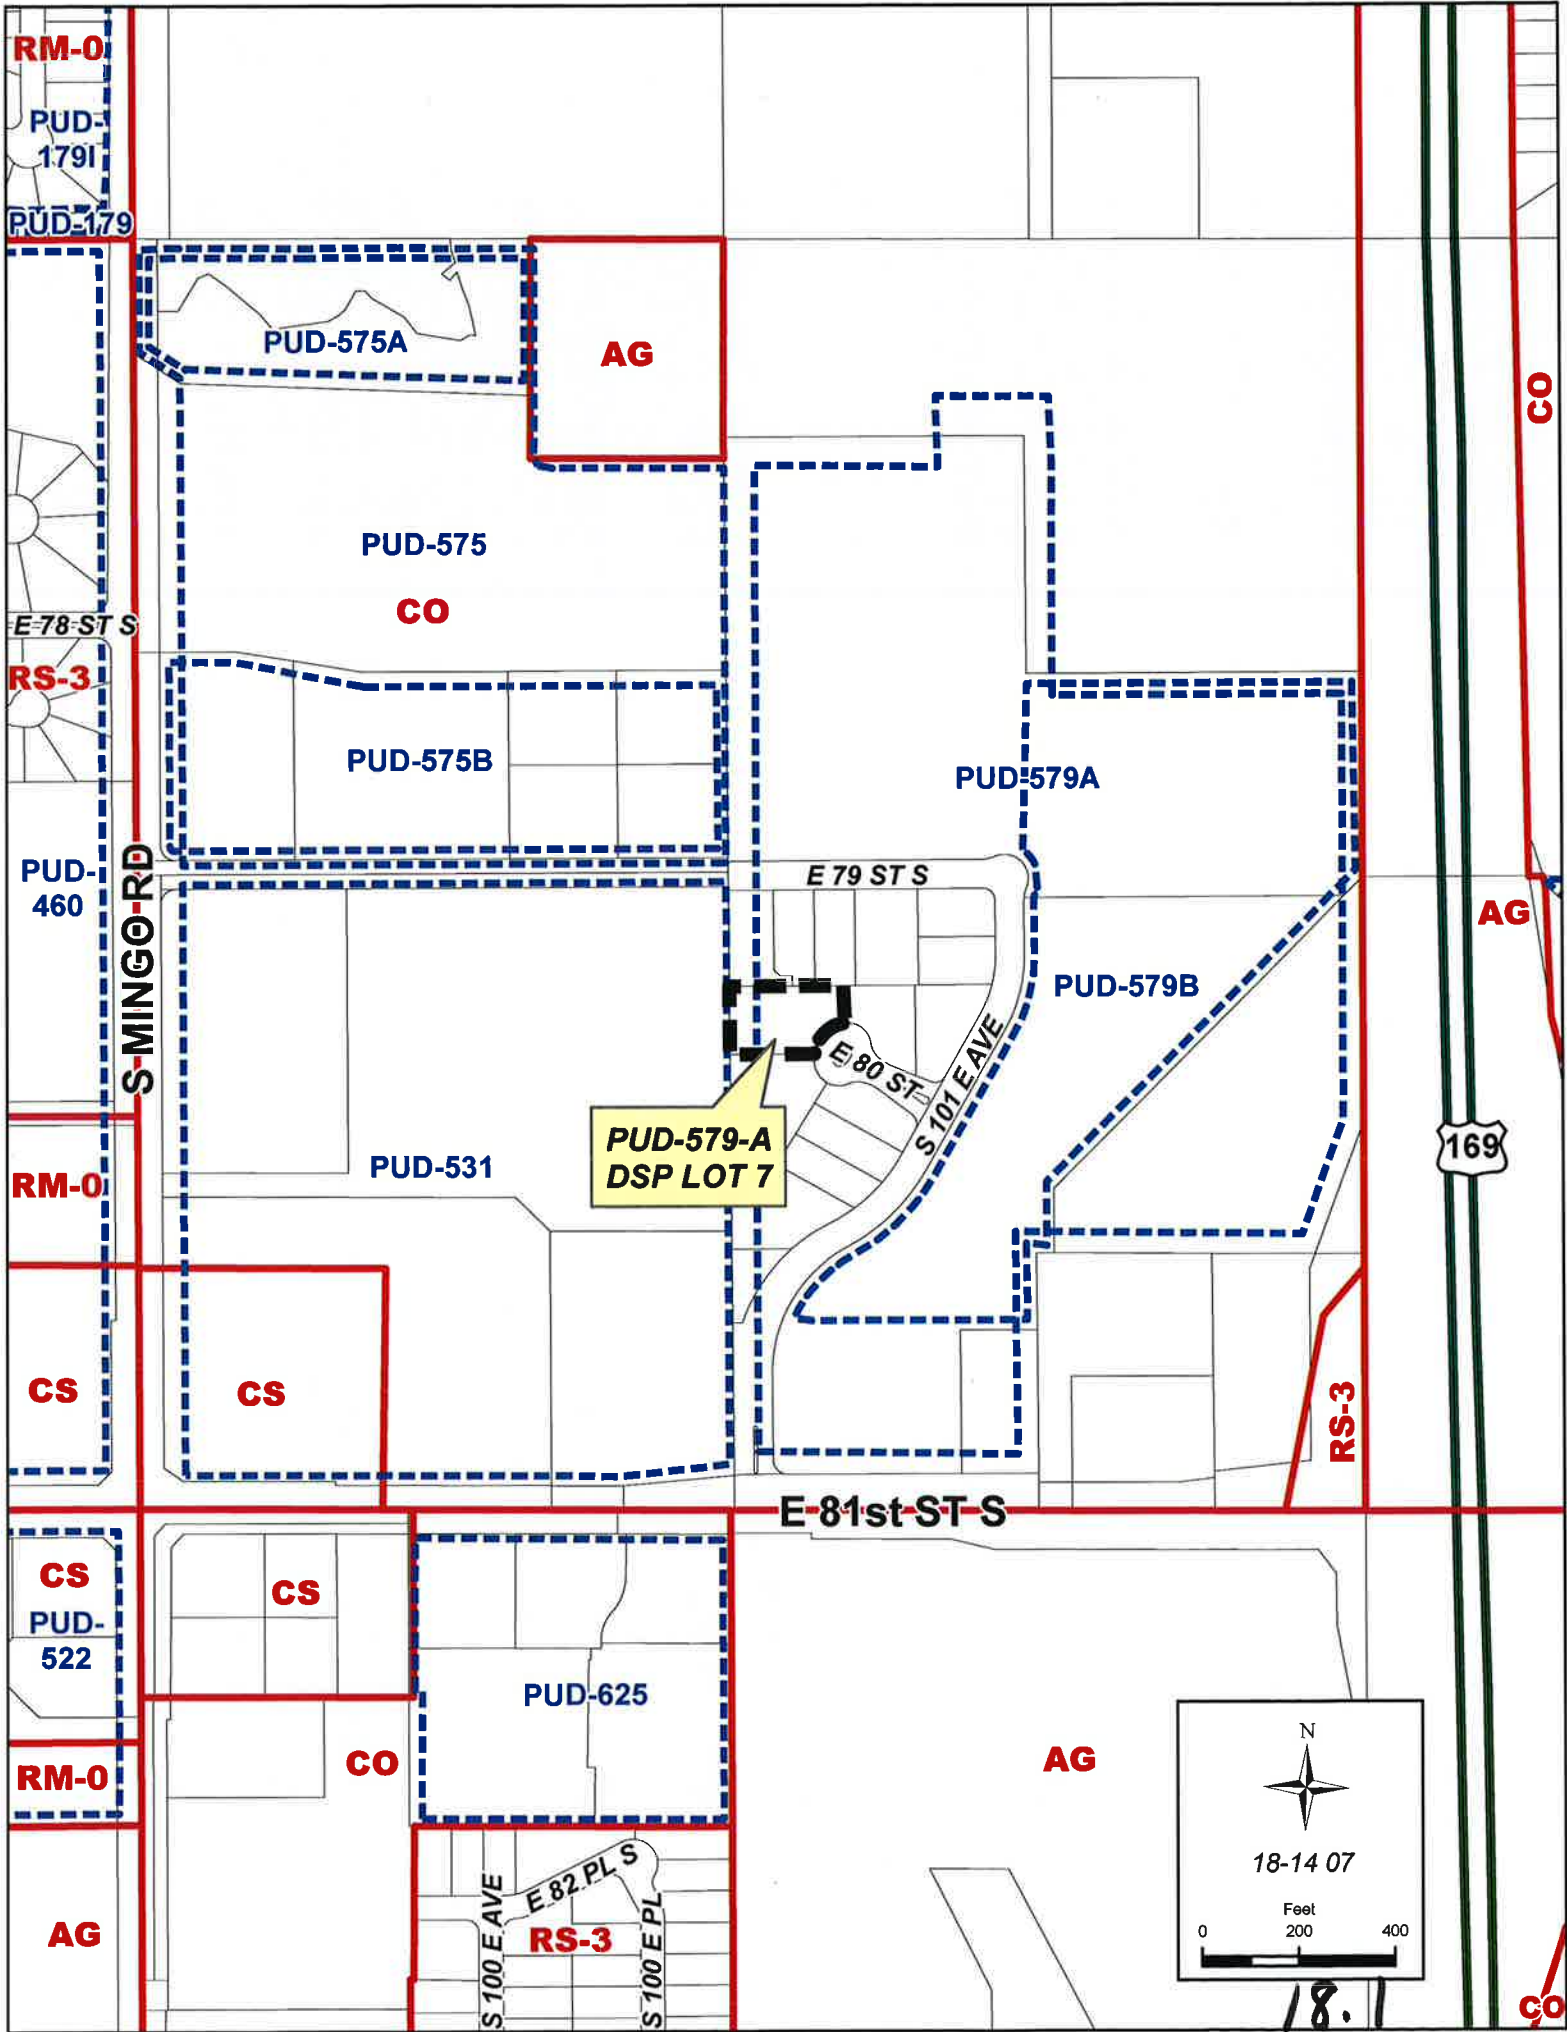 RM-0
PUD-
179I
PUD-179
PUD-575A
AG
CO
PUD-575
CO
E 78 ST S
RS-3
PUD-575B
PUD-579A
PUD-
460
S MINGO RD
E 79 ST S
AG
PUD-579B
E 80 ST
S 101 E AVE
PUD-579-A
DSP LOT 7
169
PUD-531
RM-0
CS
CS
RS-3
E 81st ST S
CS
PUD-
522
CS
PUD-625
RM-0
CO
AG
N
18-14 07
Feet
0 200 400
AG
E 82 PL S
S 100 E AVE
RS-3
S 100 E PL
18.1
CO